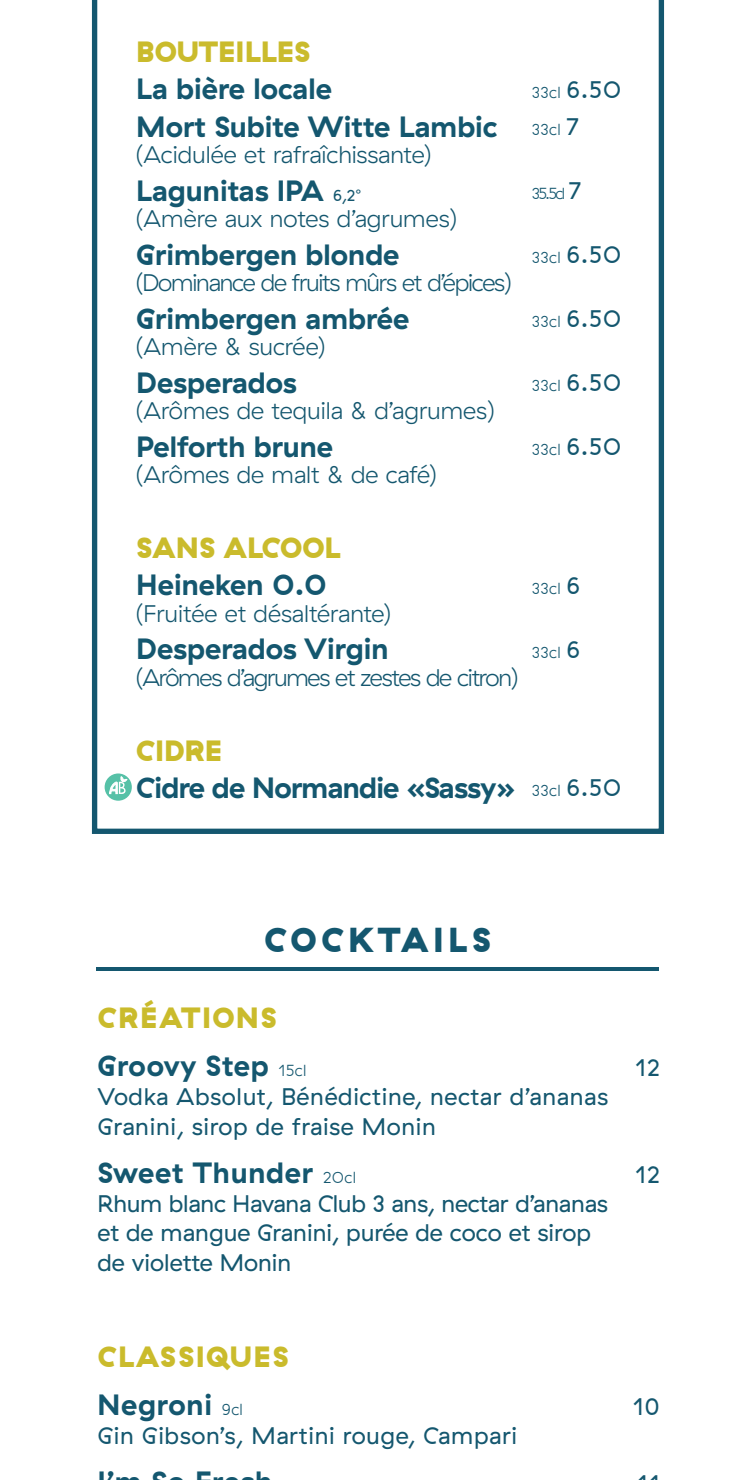 BOUTEILLES
La bière locale 33cl 6.50
Mort Subite Witte Lambic 33cl 7
(Acidulée et rafraîchissante)
Lagunitas IPA 6,2° 35.5cl 7
(Amère aux notes d'agrumes)
Grimbergen blonde 33cl 6.50
(Dominance de fruits mûrs et d'épices)
Grimbergen ambrée 33cl 6.50
(Amère & sucrée)
Desperados 33cl 6.50
(Arômes de tequila & d'agrumes)
Pelforth brune 33cl 6.50
(Arômes de malt & de café)
SANS ALCOOL
Heineken 0.0 33cl 6
(Fruitée et désaltérante)
Desperados Virgin 33cl 6
(Arômes d'agrumes et zestes de citron)
CIDRE
AB Cidre de Normandie «Sassy» 33cl 6.50
COCKTAILS
CRÉATIONS
Groovy Step 15cl 12
Vodka Absolut, Bénédictine, nectar d'ananas
Granini, sirop de fraise Monin
Sweet Thunder 20cl 12
Rhum blanc Havana Club 3 ans, nectar d'ananas
et de mangue Granini, purée de coco et sirop
de violette Monin
CLASSIQUES
Negroni 9cl 10
Gin Gibson's, Martini rouge, Campari
I'm So Fresh 11